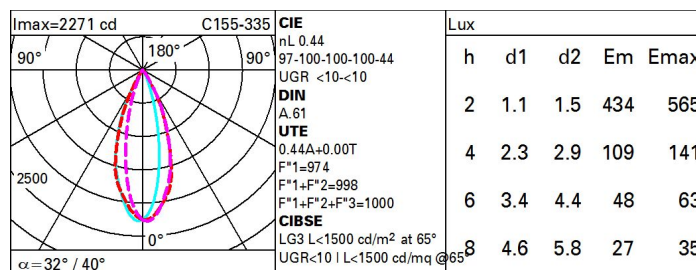 Imax=2271 cd C155-335
90° 180° 90°
2500
0°
α=32° / 40°
CIE
nL 0.44
97-100-100-100-44
UGR <10-<10
DIN
A.61
UTE
0.44A+0.00T
F"1=974
F"1+F"2=998
F"1+F"2+F"3=1000
CIBSE
LG3 L<1500 cd/m² at 65°
UGR<10 | L<1500 cd/mq @65°
Lux
h d1 d2 Em Emax
2 1.1 1.5 434 565
4 2.3 2.9 109 141
6 3.4 4.4 48 63
8 4.6 5.8 27 35